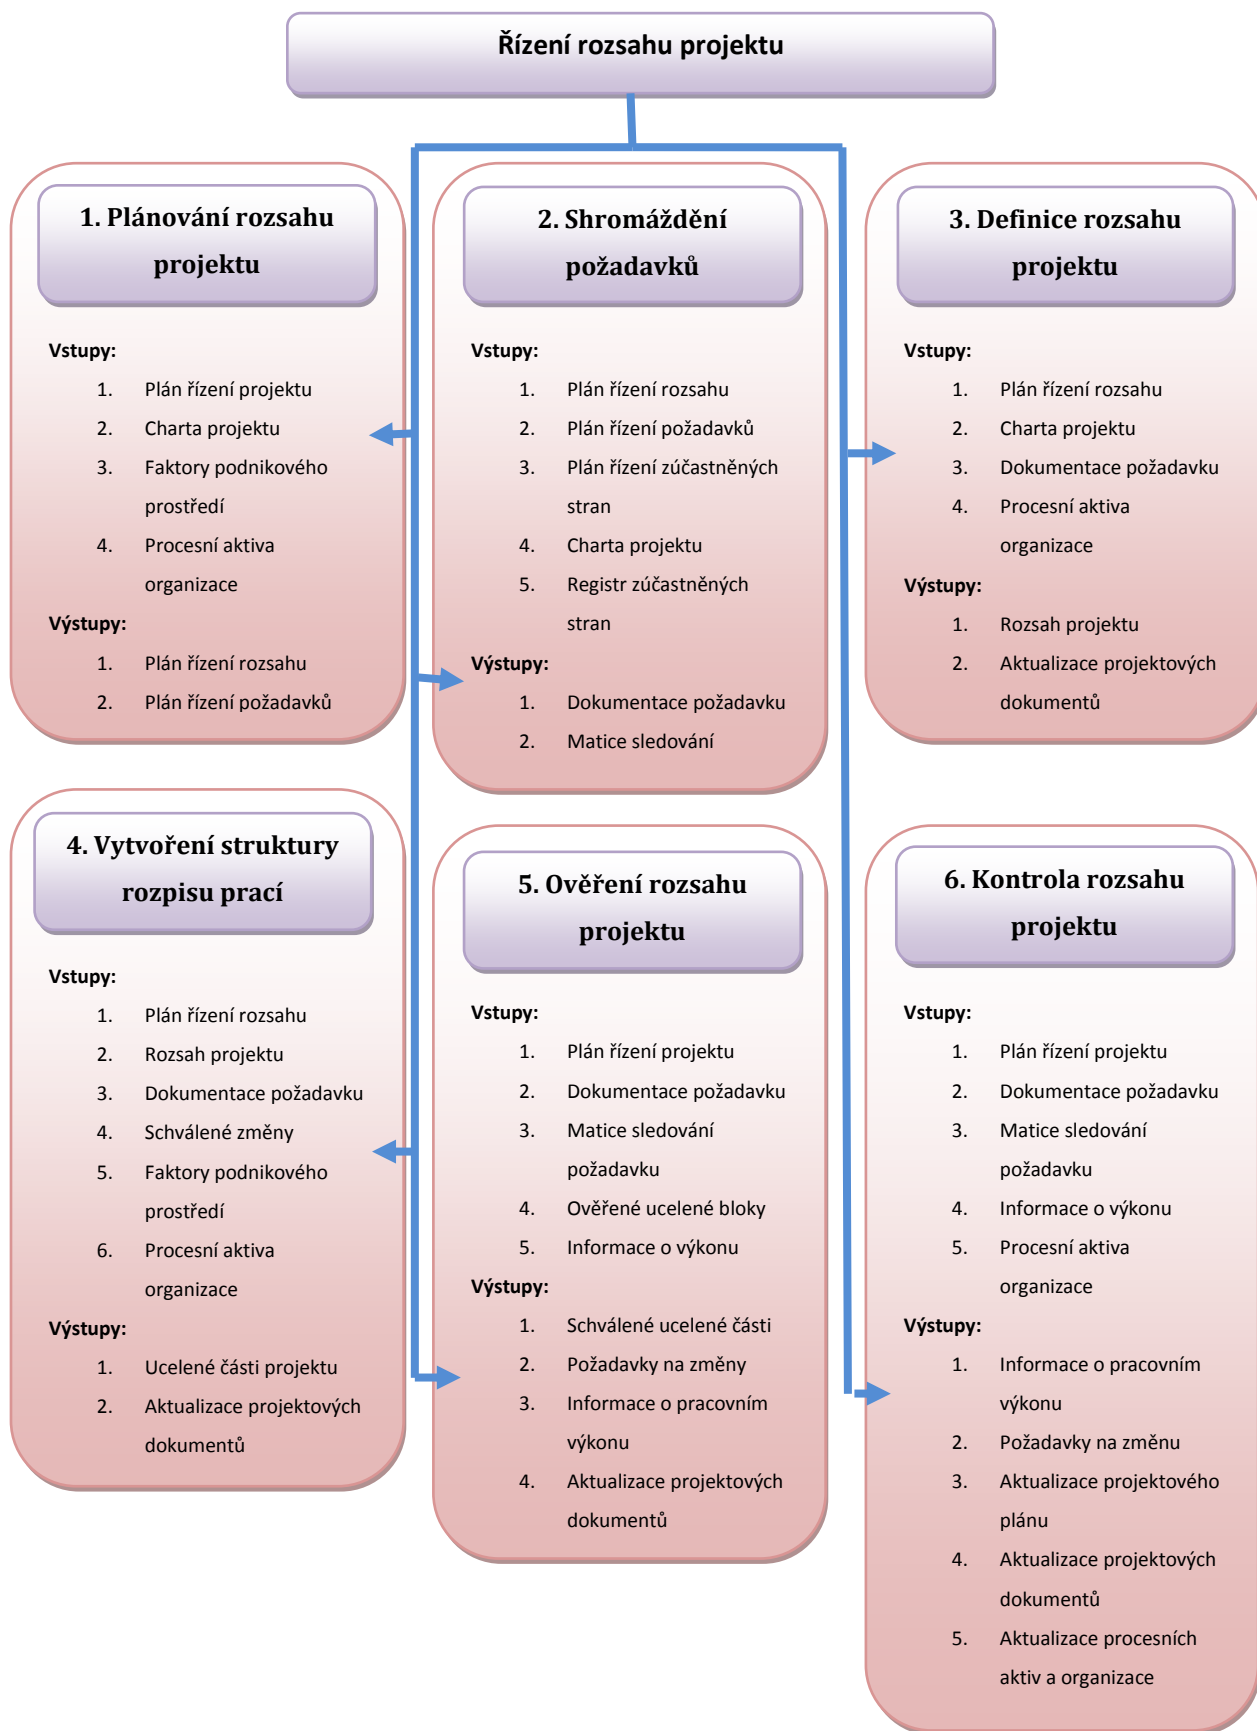 Řízení rozsahu projektu
1. Plánování rozsahu
projektu
Vstupy:
1. Plán řízení projektu
2. Charta projektu
3. Faktory podnikového
prostředí
4. Procesní aktiva
organizace
Výstupy:
1. Plán řízení rozsahu
2. Plán řízení požadavků
2. Shromáždění
požadavků
Vstupy:
1. Plán řízení rozsahu
2. Plán řízení požadavků
3. Plán řízení zúčastněných
stran
4. Charta projektu
5. Registr zúčastněných
stran
Výstupy:
1. Dokumentace požadavku
2. Matice sledování
3. Definice rozsahu
projektu
Vstupy:
1. Plán řízení rozsahu
2. Charta projektu
3. Dokumentace požadavku
4. Procesní aktiva
organizace
Výstupy:
1. Rozsah projektu
2. Aktualizace projektových
dokumentů
4. Vytvoření struktury
rozpisu prací
Vstupy:
1. Plán řízení rozsahu
2. Rozsah projektu
3. Dokumentace požadavku
4. Schválené změny
5. Faktory podnikového
prostředí
6. Procesní aktiva
organizace
Výstupy:
1. Ucelené části projektu
2. Aktualizace projektových
dokumentů
5. Ověření rozsahu
projektu
Vstupy:
1. Plán řízení projektu
2. Dokumentace požadavku
3. Matice sledování
požadavku
4. Ověřené ucelené bloky
5. Informace o výkonu
Výstupy:
1. Schválené ucelené části
2. Požadavky na změny
3. Informace o pracovním
výkonu
4. Aktualizace projektových
dokumentů
6. Kontrola rozsahu
projektu
Vstupy:
1. Plán řízení projektu
2. Dokumentace požadavku
3. Matice sledování
požadavku
4. Informace o výkonu
5. Procesní aktiva
organizace
Výstupy:
1. Informace o pracovním
výkonu
2. Požadavky na změnu
3. Aktualizace projektového
plánu
4. Aktualizace projektových
dokumentů
5. Aktualizace procesních
aktiv a organizace